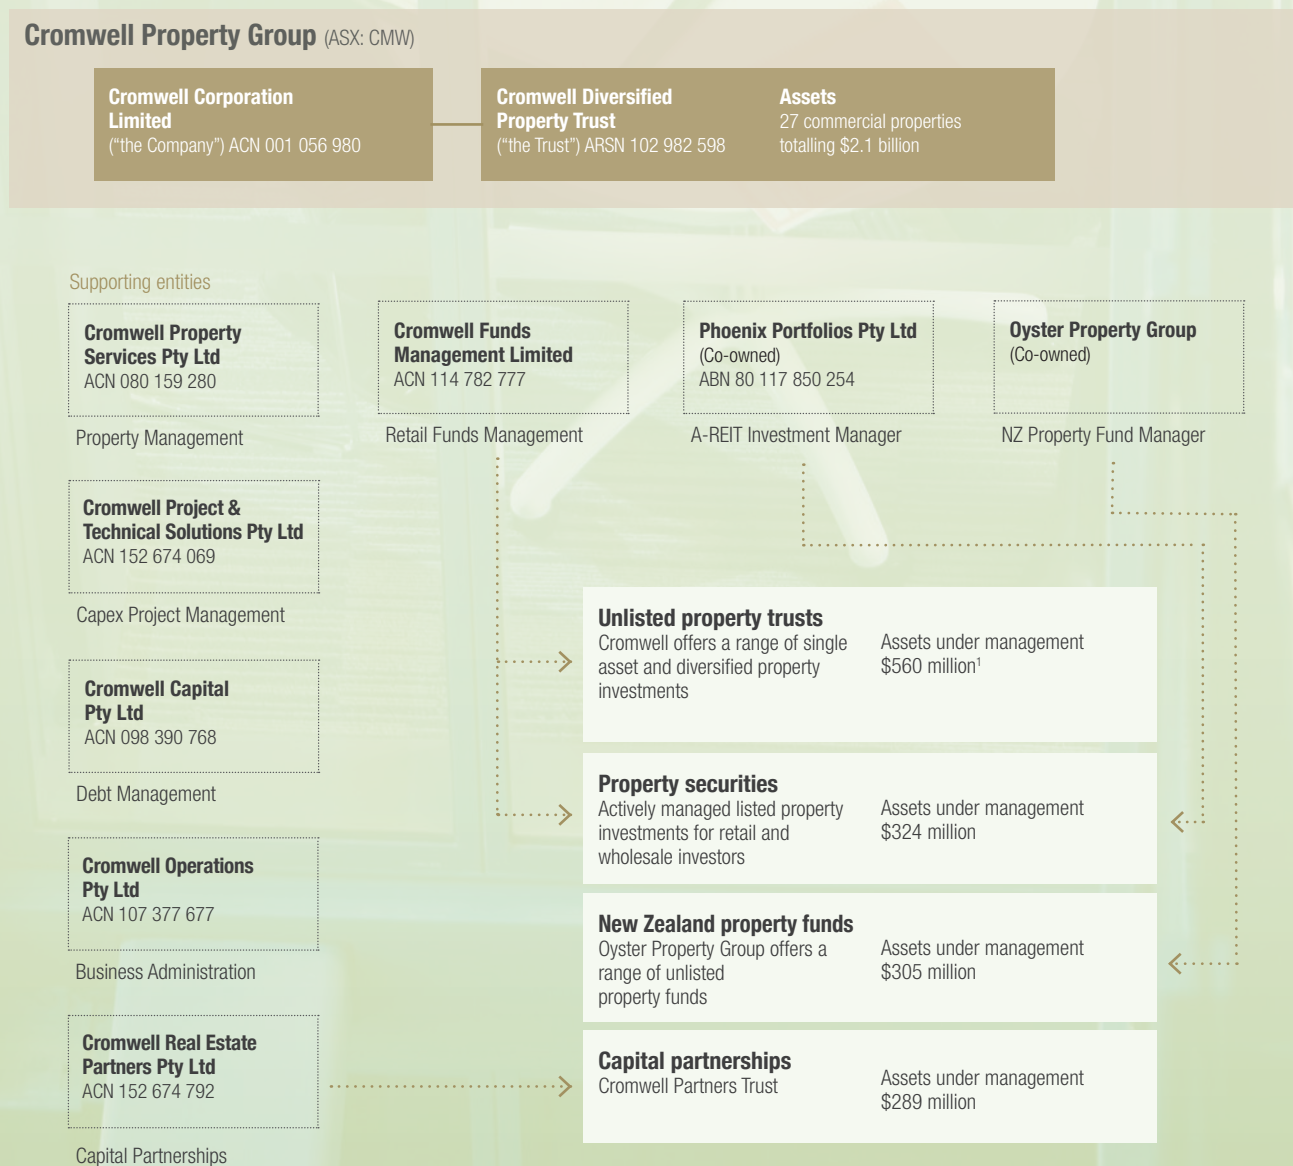 Cromwell Property Group (ASX: CMW)
Cromwell Corporation
Limited
(“the Company”) ACN 001 056 980
Cromwell Diversified
Property Trust
(“the Trust”) ARSN 102 982 598
Assets
27 commercial properties
totalling $2.1 billion
Supporting entities
Cromwell Property
Services Pty Ltd
ACN 080 159 280
Property Management
Cromwell Funds
Management Limited
ACN 114 782 777
Retail Funds Management
Phoenix Portfolios Pty Ltd
(Co-owned)
ABN 80 117 850 254
A-REIT Investment Manager
Oyster Property Group
(Co-owned)
NZ Property Fund Manager
Cromwell Project &
Technical Solutions Pty Ltd
ACN 152 674 069
Capex Project Management
Cromwell Capital
Pty Ltd
ACN 098 390 768
Debt Management
Cromwell Operations
Pty Ltd
ACN 107 377 677
Business Administration
Cromwell Real Estate
Partners Pty Ltd
ACN 152 674 792
Capital Partnerships
Unlisted property trusts
Cromwell offers a range of single
asset and diversified property
investments
Assets under management
$560 million¹
Property securities
Actively managed listed property
investments for retail and
wholesale investors
Assets under management
$324 million
New Zealand property funds
Oyster Property Group offers a
range of unlisted
property funds
Assets under management
$305 million
Capital partnerships
Cromwell Partners Trust
Assets under management
$289 million